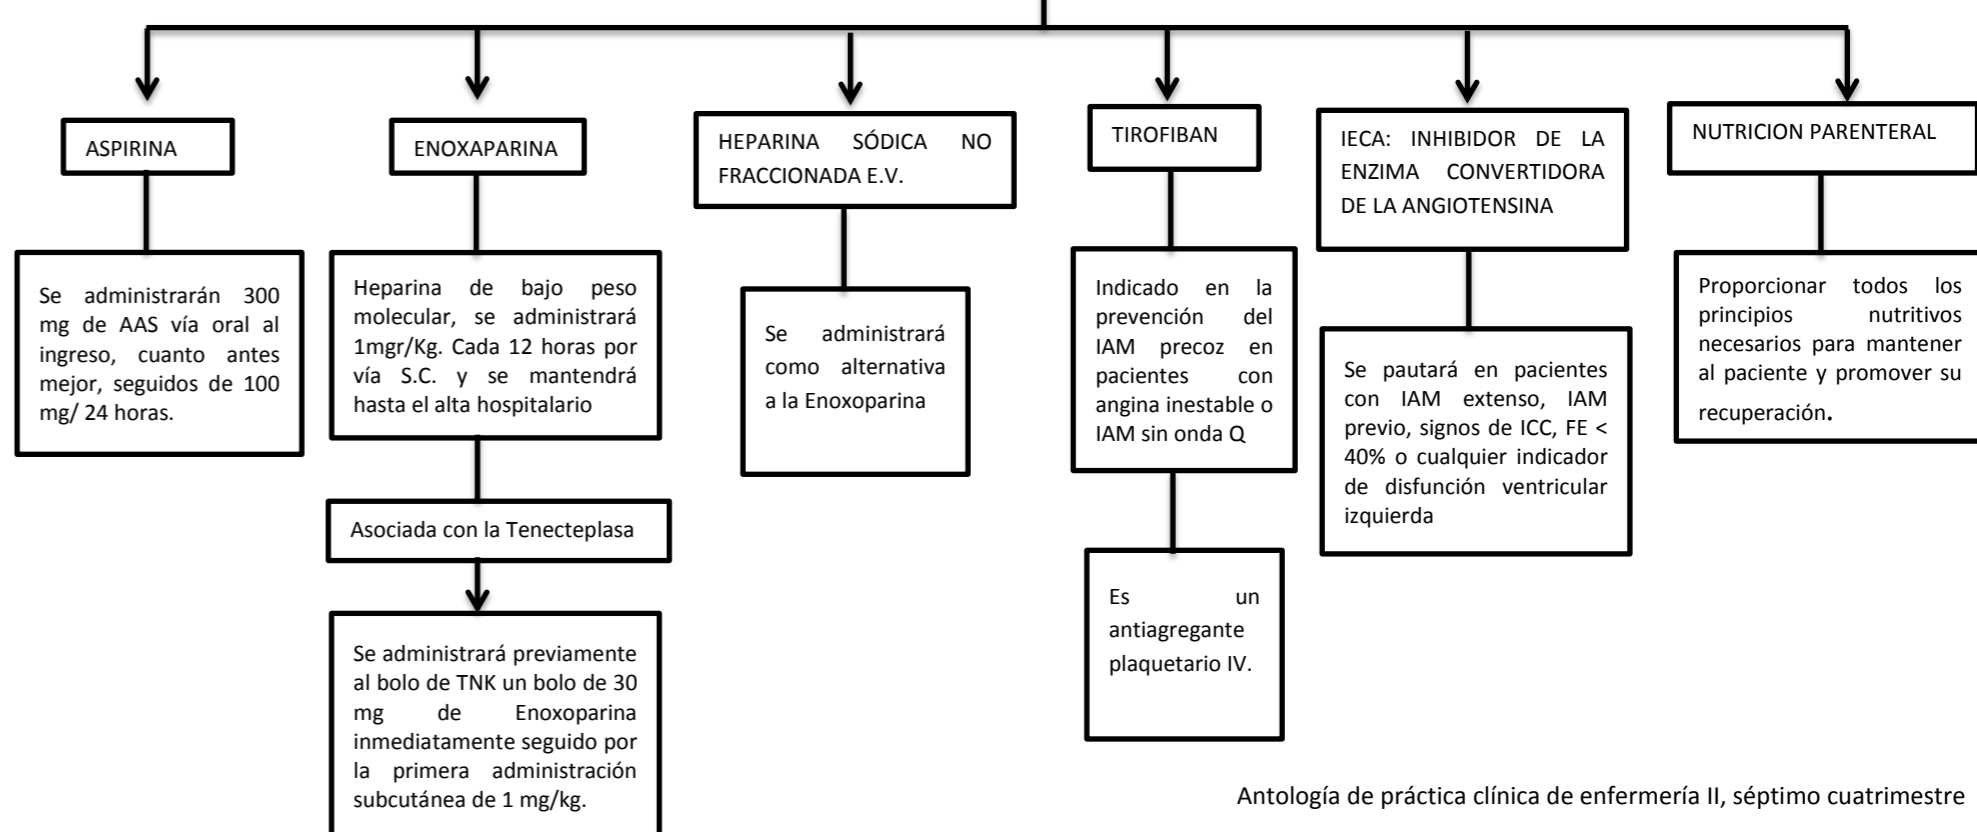 ASPIRINA
Se administrarán 300
mg de AAS vía oral al
ingreso, cuanto antes
mejor, seguidos de 100
mg/ 24 horas.
ENOXAPARINA
Heparina de bajo peso
molecular, se administrará
1mgr/Kg. Cada 12 horas por
vía S.C. y se mantendrá
hasta el alta hospitalario
Asociada con la Tenecteplasa
Se administrará previamente
al bolo de TNK un bolo de 30
mg de Enoxoparina
inmediatamente seguido por
la primera administración
subcutánea de 1 mg/kg.
HEPARINA SÓDICA NO
FRACCIONADA E.V.
Se administrará
como alternativa
a la Enoxoparina
TIROFIBAN
Indicado en la
prevención del
IAM precoz en
pacientes con
angina inestable o
IAM sin onda Q
Es un
antiagregante
plaquetario IV.
IECA: INHIBIDOR DE LA
ENZIMA CONVERTIDORA
DE LA ANGIOTENSINA
Se pautará en pacientes
con IAM extenso, IAM
previo, signos de ICC, FE <
40% o cualquier indicador
de disfunción ventricular
izquierda
NUTRICION PARENTERAL
Proporcionar todos los
principios nutritivos
necesarios para mantener
al paciente y promover su
recuperación.
Antología de práctica clínica de enfermería II, séptimo cuatrimestre